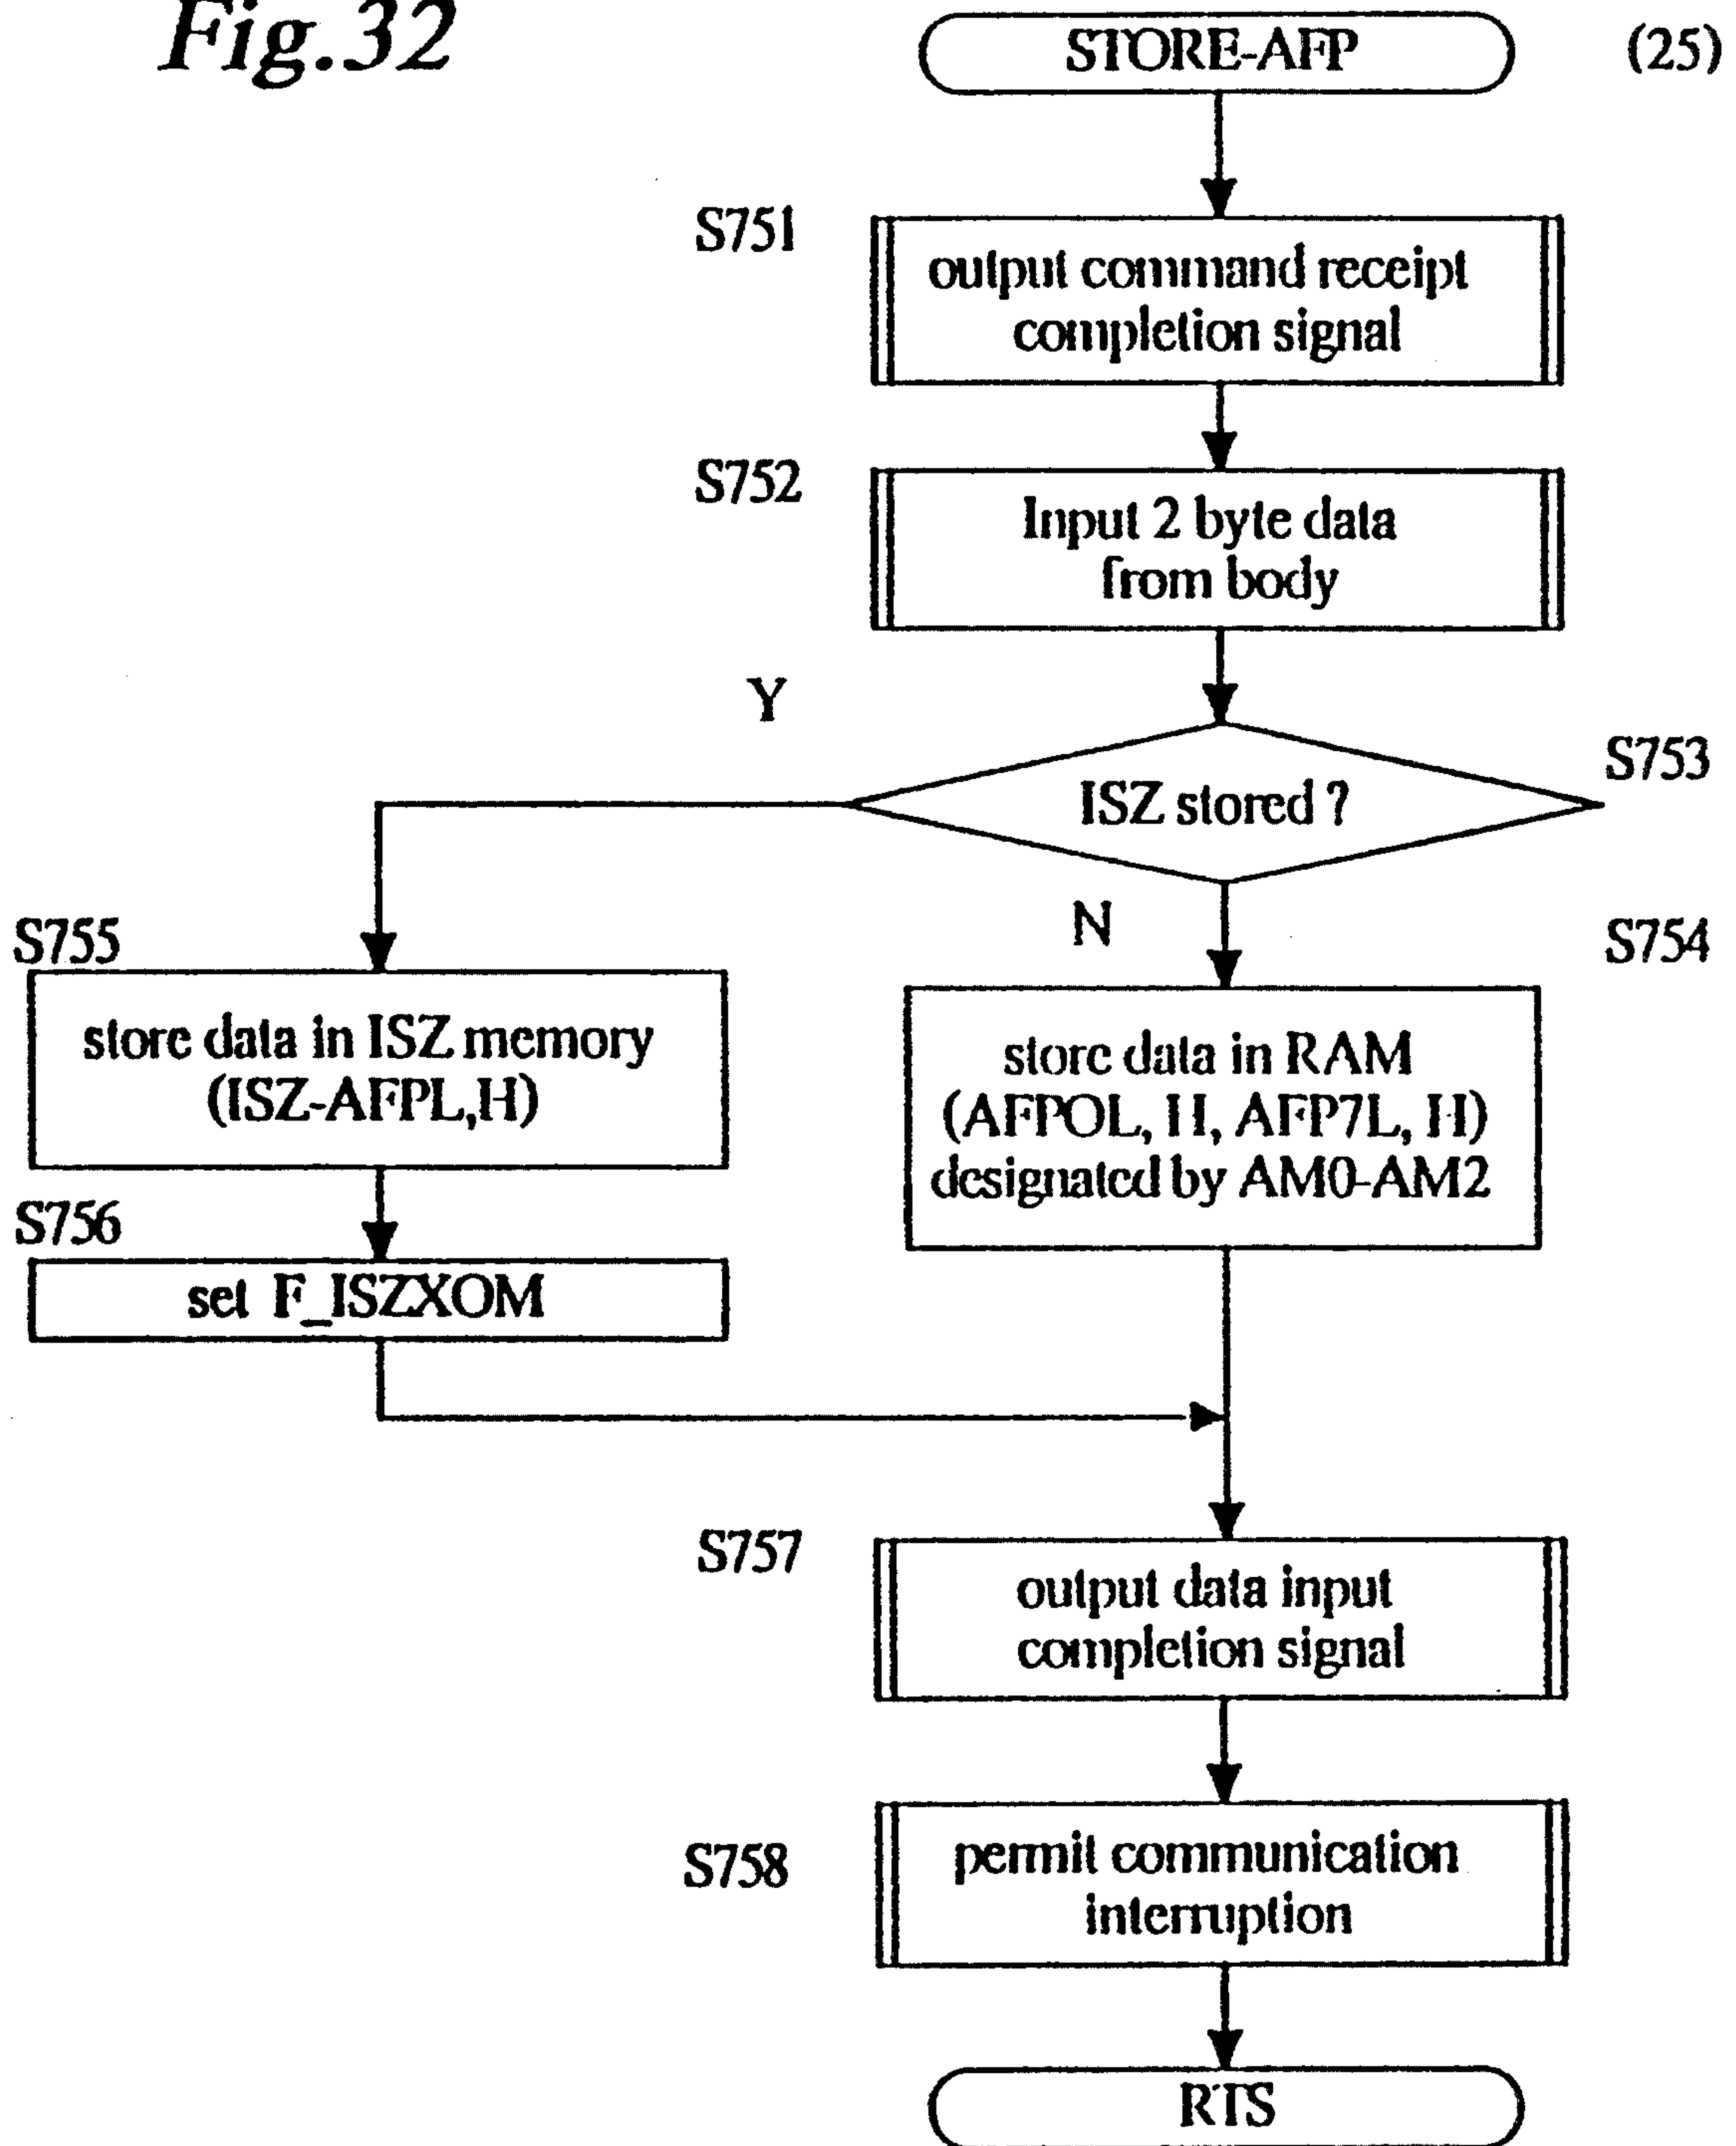 Fig.32
STORE-AFP
(25)
S751
output command receipt
completion signal
S752
Input 2 byte data
from body
Y
ISZ stored ?
S753
S755
N
S754
store data in ISZ memory
(ISZ-AFPL,H)
store data in RAM
(AFPOL, H, AFP7L, H)
designated by AM0-AM2
S756
set F_ISZXOM
S757
output data input
completion signal
S758
permit communication
interruption
RTS